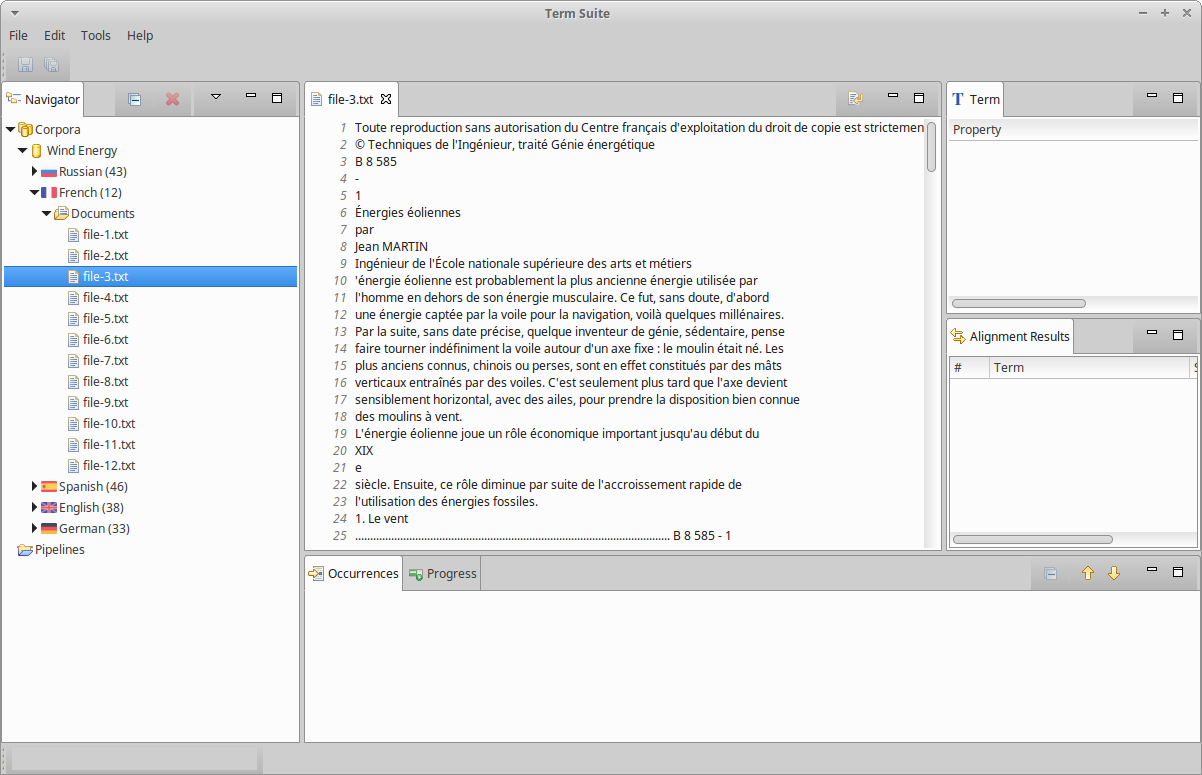 Term Suite
File Edit Tools Help
Navigator
Corpora
Wind Energy
Russian (43)
French (12)
Documents
file-1.txt
file-2.txt
file-3.txt
file-4.txt
file-5.txt
file-6.txt
file-7.txt
file-8.txt
file-9.txt
file-10.txt
file-11.txt
file-12.txt
Spanish (46)
English (38)
German (33)
Pipelines
file-3.txt
1 Toute reproduction sans autorisation du Centre français d'exploitation du droit de copie est strictemen
2 © Techniques de l'Ingénieur, traité Génie énergétique
3 B 8 585
4 -
5 1
6 Énergies éoliennes
7 par
8 Jean MARTIN
9 Ingénieur de l'École nationale supérieure des arts et métiers
10 'énergie éolienne est probablement la plus ancienne énergie utilisée par
11 l'homme en dehors de son énergie musculaire. Ce fut, sans doute, d'abord
12 une énergie captée par la voile pour la navigation, voilà quelques millénaires.
13 Par la suite, sans date précise, quelque inventeur de génie, sédentaire, pense
14 faire tourner indéfiniment la voile autour d'un axe fixe : le moulin était né. Les
15 plus anciens connus, chinois ou perses, sont en effet constitués par des mâts
16 verticaux entraînés par des voiles. C'est seulement plus tard que l'axe devient
17 sensiblement horizontal, avec des ailes, pour prendre la disposition bien connue
18 des moulins à vent.
19 L'énergie éolienne joue un rôle économique important jusqu'au début du
20 XIX
21 e
22 siècle. Ensuite, ce rôle diminue par suite de l'accroissement rapide de
23 l'utilisation des énergies fossiles.
24 1. Le vent
25 ......................................................................................................... B 8 585 - 1
T Term
Property
Alignment Results
# Term S
Occurrences Progress